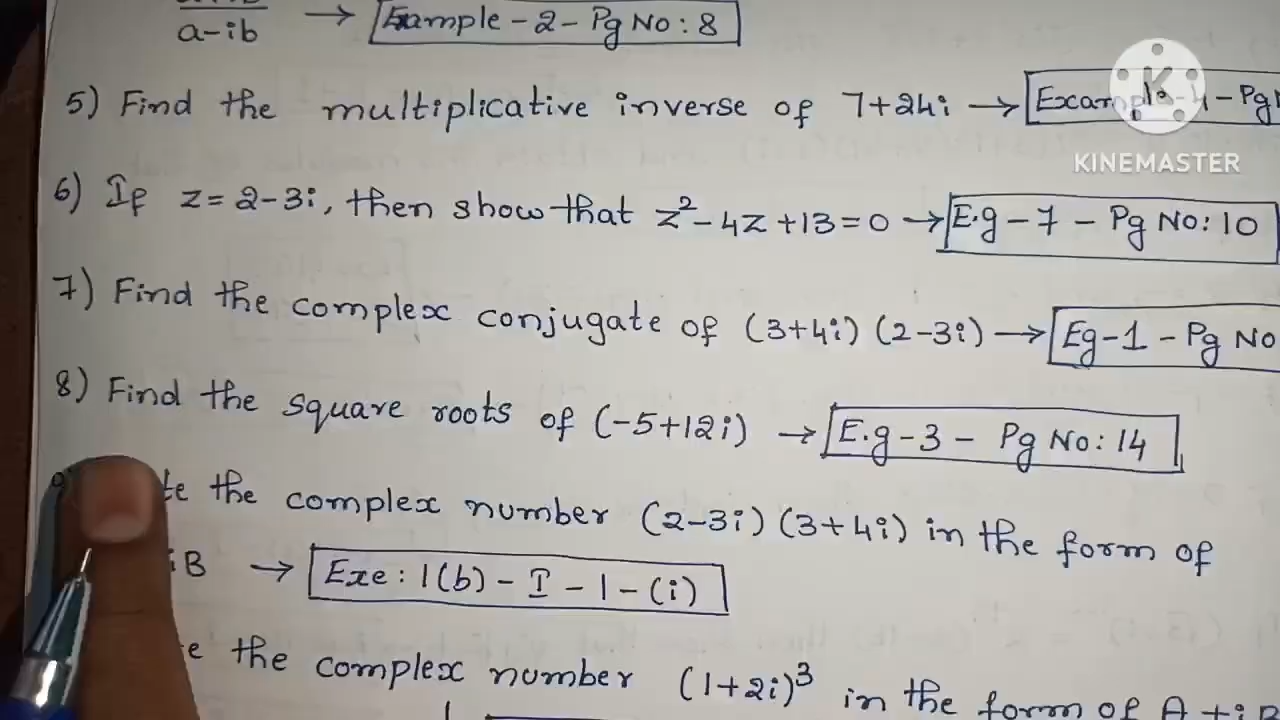 a-ib → Example - 2 - Pg No : 8
5) Find the multiplicative inverse of 7+24i → - Pg
KINEMASTER
6) If z = 2-3i, then show that z² - 4z + 13 = 0 → E.g - 7 - Pg No: 10
7) Find the complex conjugate of (3+4i) (2-3i) → Eg-1 - Pg No
8) Find the square roots of (-5+12i) → E.g-3 - Pg No: 14
the complex number (2-3i) (3+4i) in the form of
iB → Exe : 1(b) - I - 1 - (i)
the complex number (1+2i)³ in the form of A+iB